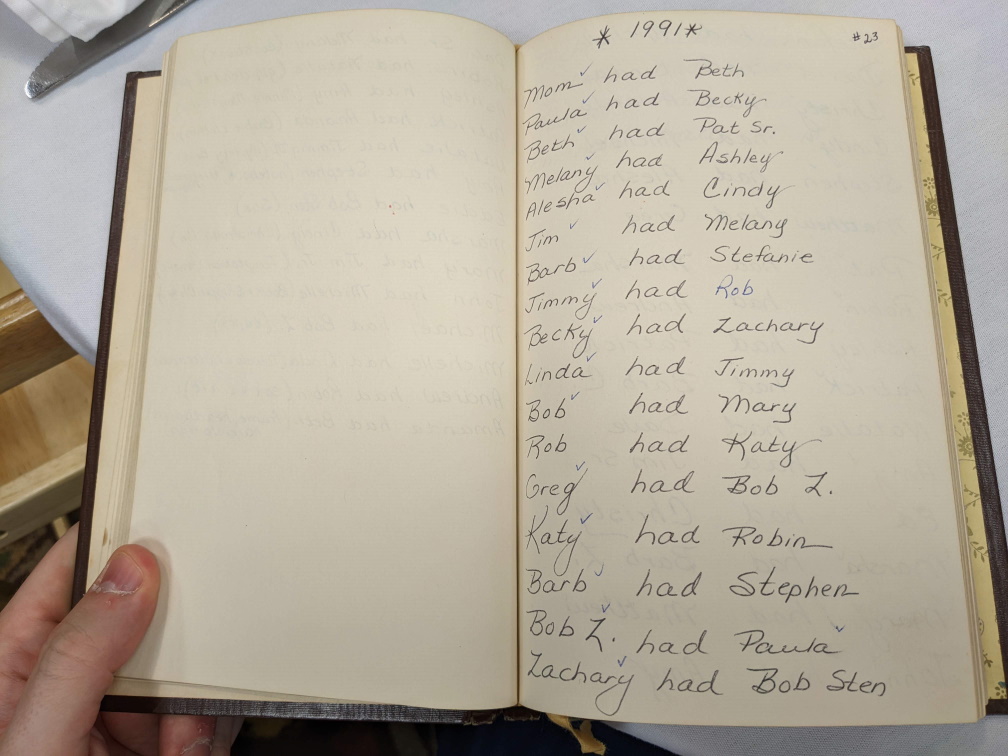 * 1991 * #23
Mom ✓ had Beth
Paula ✓ had Becky
Beth ✓ had Pat Sr.
Melany ✓ had Ashley
Alesha ✓ had Cindy
Jim ✓ had Melany
Barb ✓ had Stefanie
Jimmy ✓ had Rob
Becky ✓ had Zachary
Linda ✓ had Jimmy
Bob ✓ had Mary
Rob had Katy
Greg ✓ had Bob Z.
Katy ✓ had Robin
Barb ✓ had Stephen
Bob Z. ✓ had Paula ✓
Zachary ✓ had Bob Sten